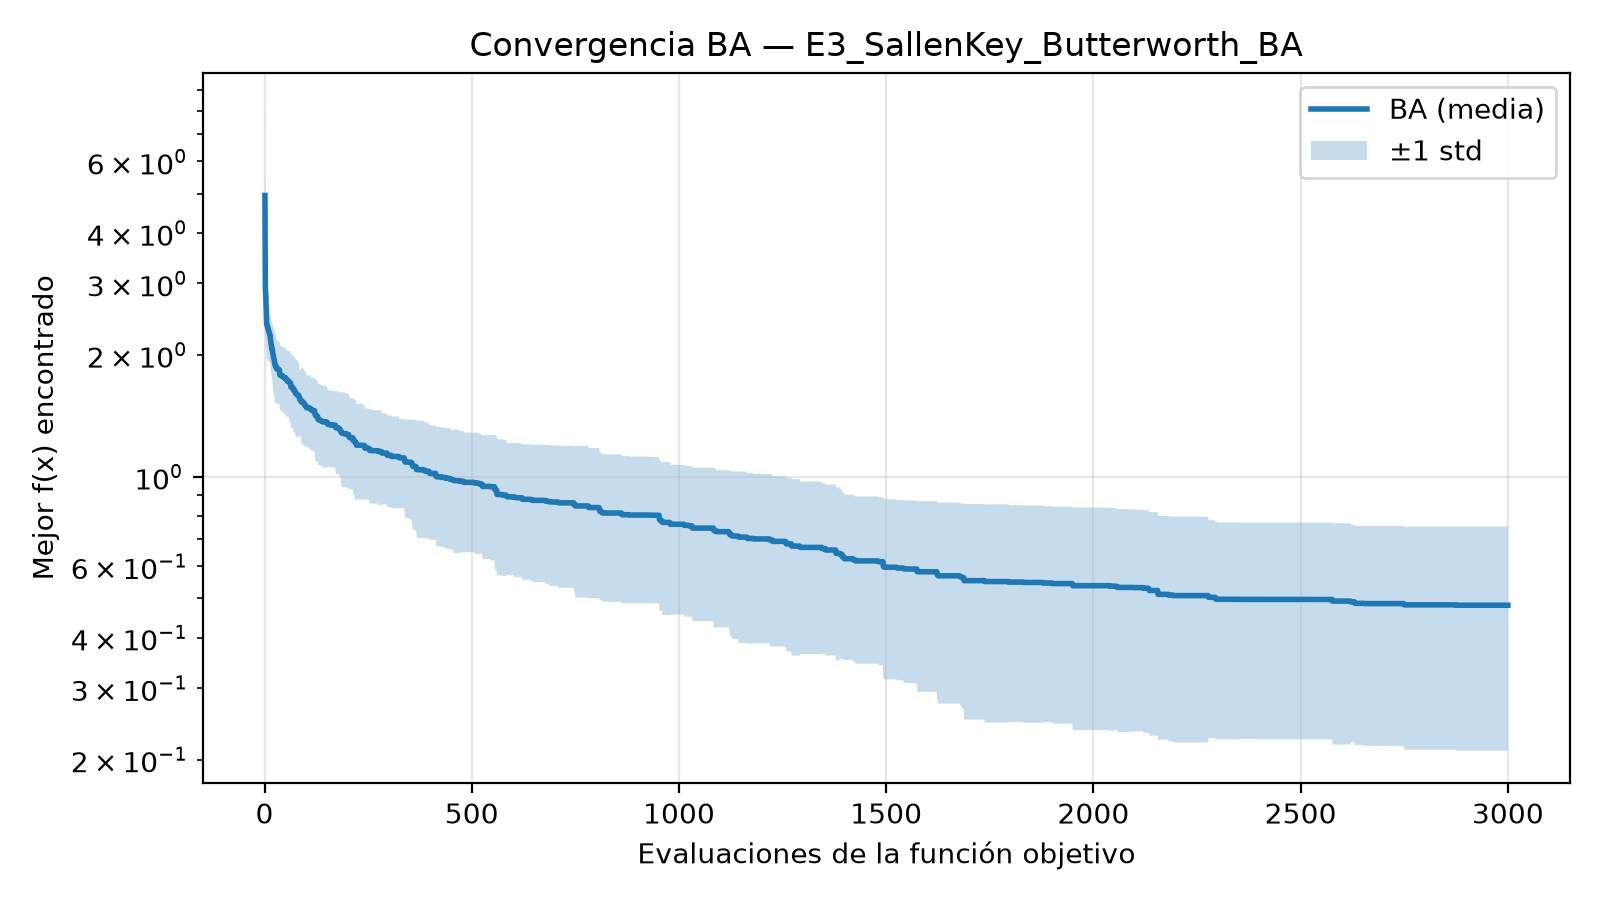 Convergencia BA — E3_SallenKey_Butterworth_BA
BA (media)
±1 std
6 × 10⁰
4 × 10⁰
3 × 10⁰
2 × 10⁰
10⁰
6 × 10⁻¹
4 × 10⁻¹
3 × 10⁻¹
2 × 10⁻¹
Mejor f(x) encontrado
0 500 1000 1500 2000 2500 3000
Evaluaciones de la función objetivo